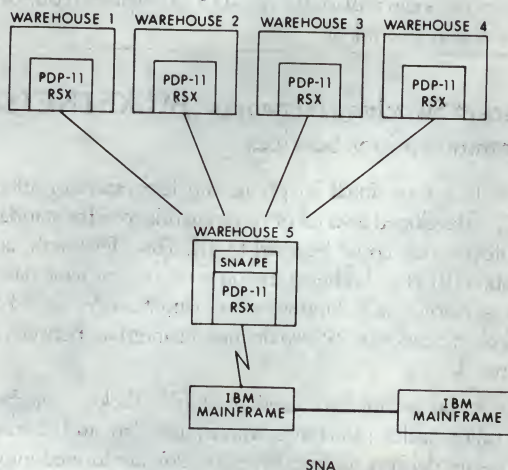 WAREHOUSE 1 WAREHOUSE 2 WAREHOUSE 3 WAREHOUSE 4
PDP-11 PDP-11 PDP-11 PDP-11
RSX RSX RSX RSX
WAREHOUSE 5
SNA/PE
PDP-11
RSX
IBM IBM
MAINFRAME MAINFRAME
SNA